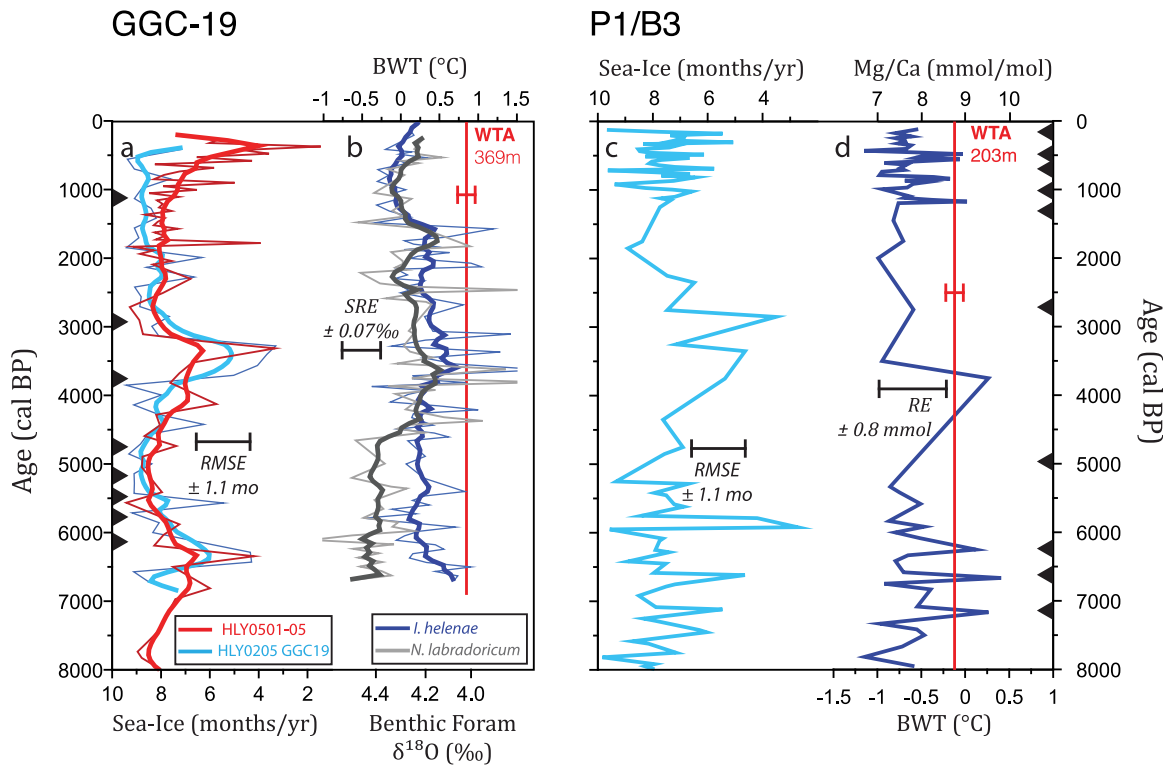 GGC-19
P1/B3
BWT (°C)
-1 -0.5 0 0.5 1 1.5
Sea-Ice (months/yr)
10 8 6 4
Mg/Ca (mmol/mol)
7 8 9 10
a
b
WTA
369m
c
d
WTA
203m
0
1000
2000
3000
4000
5000
6000
7000
8000
Age (cal BP)
SRE
± 0.07‰
RMSE
± 1.1 mo
RMSE
± 1.1 mo
RE
± 0.8 mmol
0
1000
2000
3000
4000
5000
6000
7000
8000
Age (cal BP)
HLY0501-05
HLY0205 GGC19
I. helenae
N. labradoricum
10 8 6 4 2
Sea-Ice (months/yr)
4.4 4.2 4.0
Benthic Foram
δ¹⁸O (‰)
-1.5 -1 -0.5 0 0.5 1
BWT (°C)